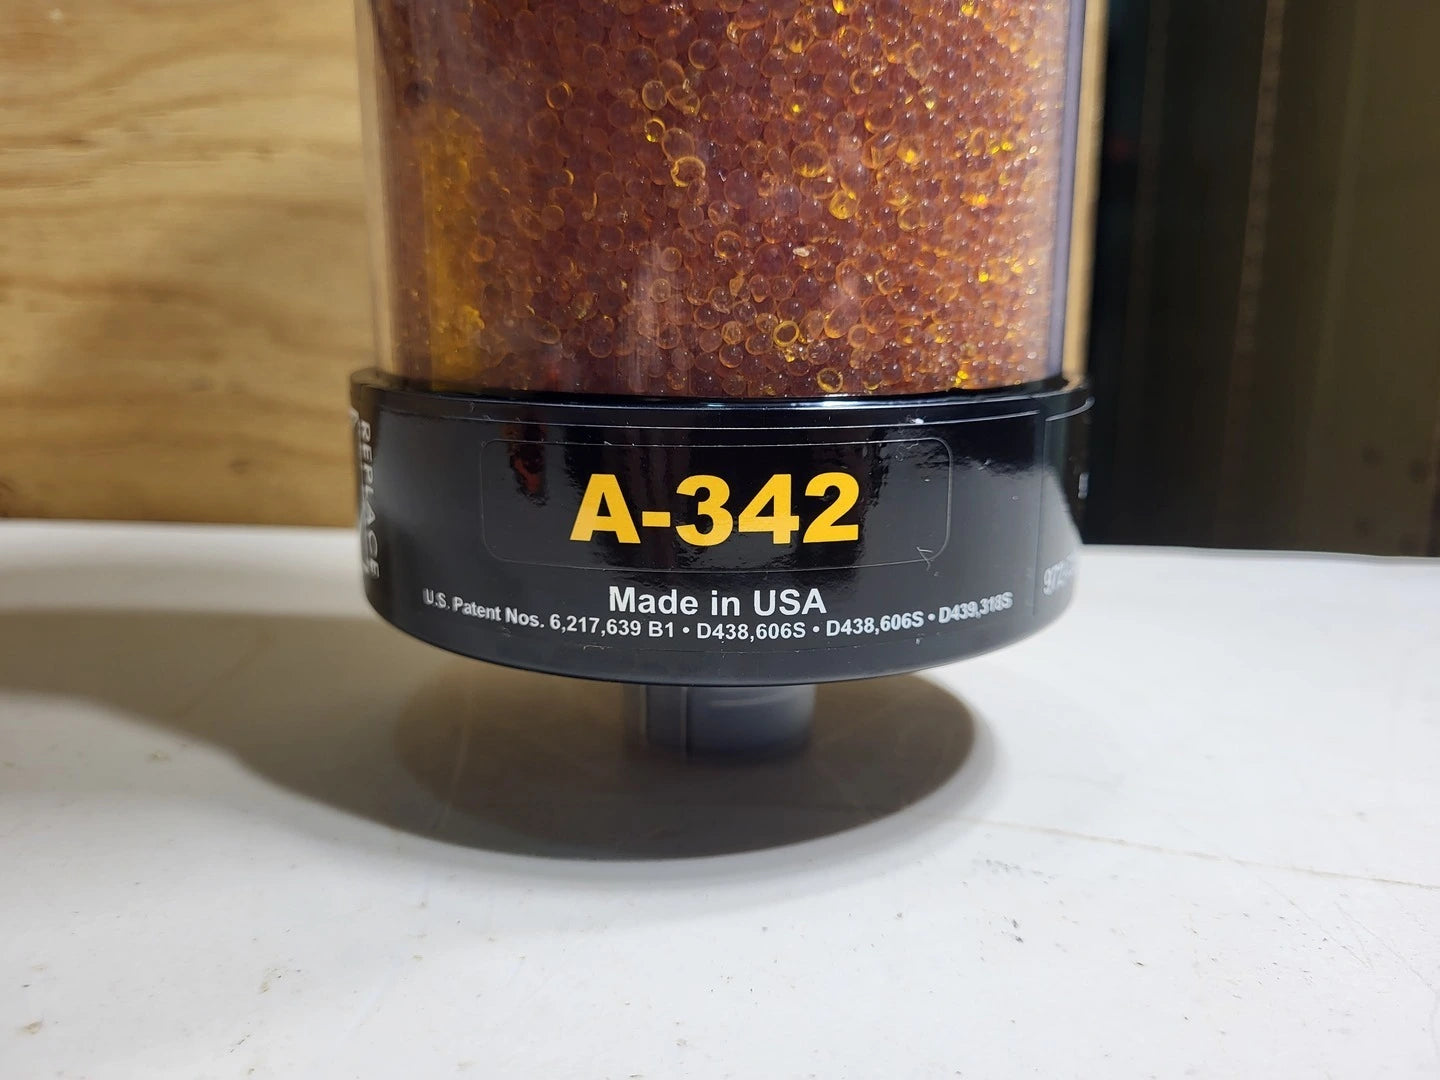 REPLACE
A-342
Made in USA
U.S. Patent Nos. 6,217,639 B1 • D438,606S • D438,606S • D439,318S